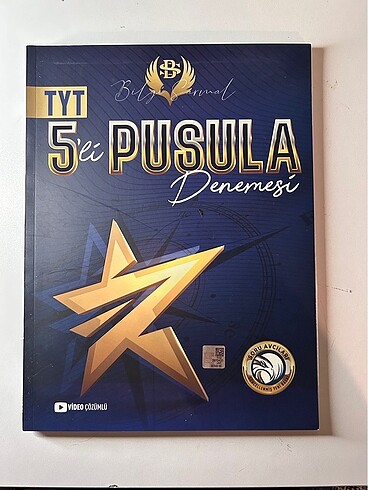 Bilgi Sarmal
TYT
5'li PUSULA
Denemesi
SORU AVCILARI
VİDEO ÇÖZÜMLÜ